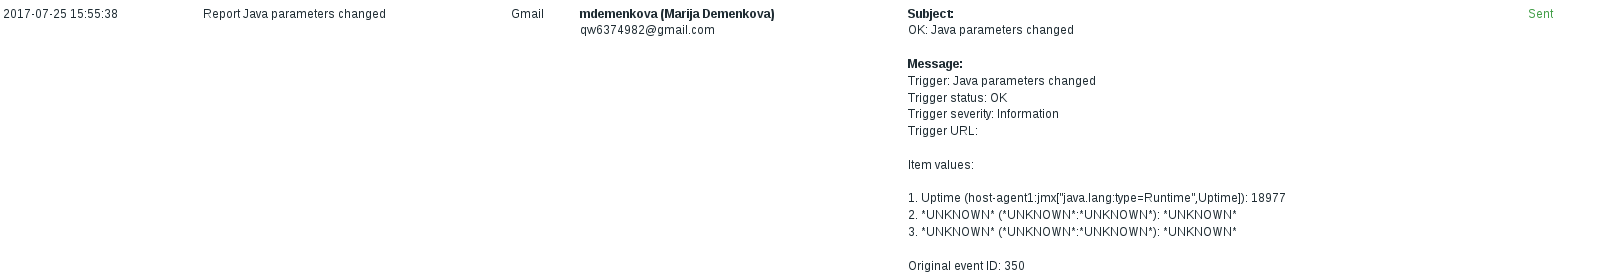 2017-07-25 15:55:38 Report Java parameters changed Gmail mdemenkova (Marija Demenkova) Subject: Sent
qw6374982@gmail.com OK: Java parameters changed
Message:
Trigger: Java parameters changed
Trigger status: OK
Trigger severity: Information
Trigger URL:
Item values:
1. Uptime (host-agent1:jmx["java.lang:type=Runtime",Uptime]): 18977
2. *UNKNOWN* (*UNKNOWN*:*UNKNOWN*): *UNKNOWN*
3. *UNKNOWN* (*UNKNOWN*:*UNKNOWN*): *UNKNOWN*
Original event ID: 350